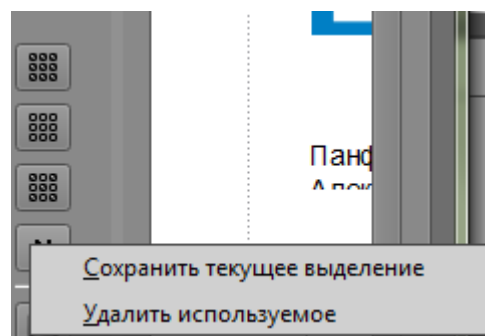 Панф
Сохранить текущее выделение
Удалить используемое